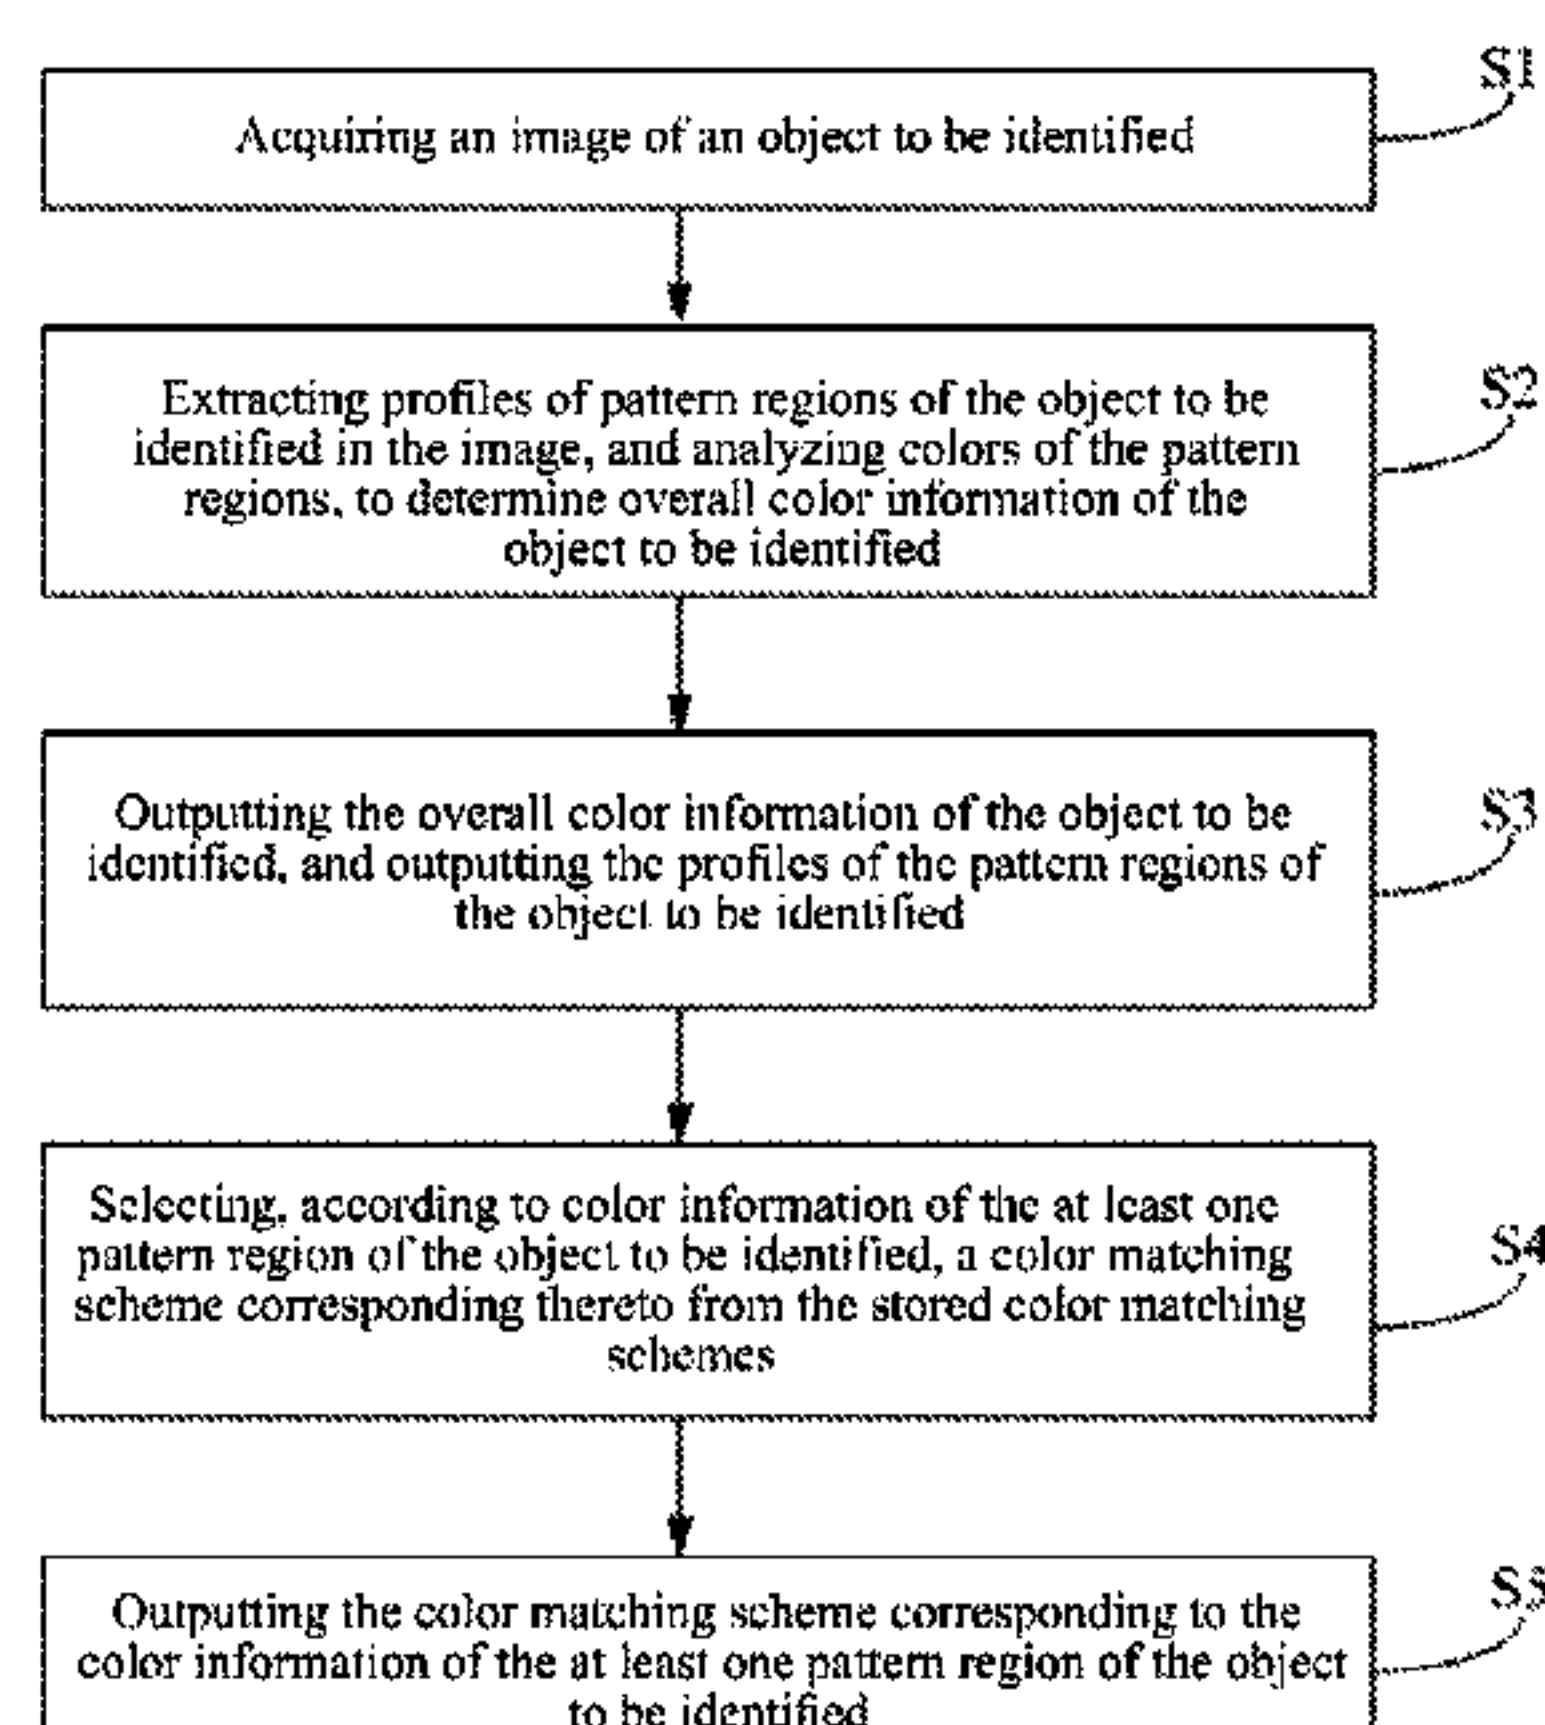 S1
Acquiring an image of an object to be identified
S2
Extracting profiles of pattern regions of the object to be
identified in the image, and analyzing colors of the pattern
regions, to determine overall color information of the
object to be identified
S3
Outputting the overall color information of the object to be
identified, and outputting the profiles of the pattern regions of
the object to be identified
S4
Selecting, according to color information of the at least one
pattern region of the object to be identified, a color matching
scheme corresponding thereto from the stored color matching
schemes
S5
Outputting the color matching scheme corresponding to the
color information of the at least one pattern region of the object
to be identified